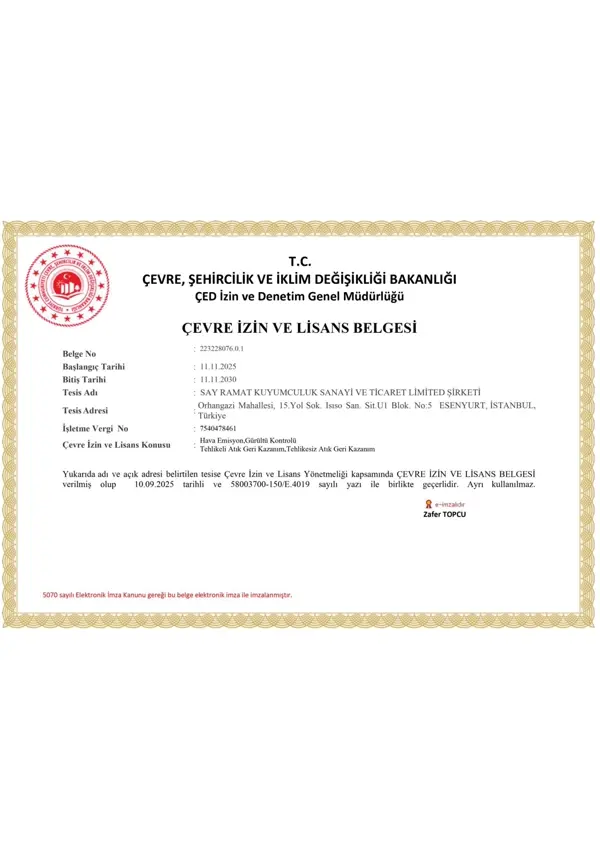 T.C.
ÇEVRE, ŞEHİRCİLİK VE İKLİM DEĞİŞİKLİĞİ BAKANLIĞI
ÇED İzin ve Denetim Genel Müdürlüğü
ÇEVRE İZİN VE LİSANS BELGESİ
Belge No : 223228076.0.1
Başlangıç Tarihi : 11.11.2025
Bitiş Tarihi : 11.11.2030
Tesis Adı : SAY RAMAT KUYUMCULUK SANAYİ VE TİCARET LİMİTED ŞİRKETİ
Tesis Adresi : Orhangazi Mahallesi, 15.Yol Sok. Isıso San. Sit.U1 Blok. No:5 ESENYURT, İSTANBUL,
Türkiye
İşletme Vergi No : 7540478461
Çevre İzin ve Lisans Konusu : Hava Emisyon,Gürültü Kontrolü
Tehlikeli Atık Geri Kazanım,Tehlikesiz Atık Geri Kazanım
Yukarıda adı ve açık adresi belirtilen tesise Çevre İzin ve Lisans Yönetmeliği kapsamında ÇEVRE İZİN VE LİSANS BELGESİ
verilmiş olup 10.09.2025 tarihli ve 58003700-150/E.4019 sayılı yazı ile birlikte geçerlidir. Ayrı kullanılmaz.
e-imzalıdır
Zafer TOPCU
5070 sayılı Elektronik İmza Kanunu gereği bu belge elektronik imza ile imzalanmıştır.